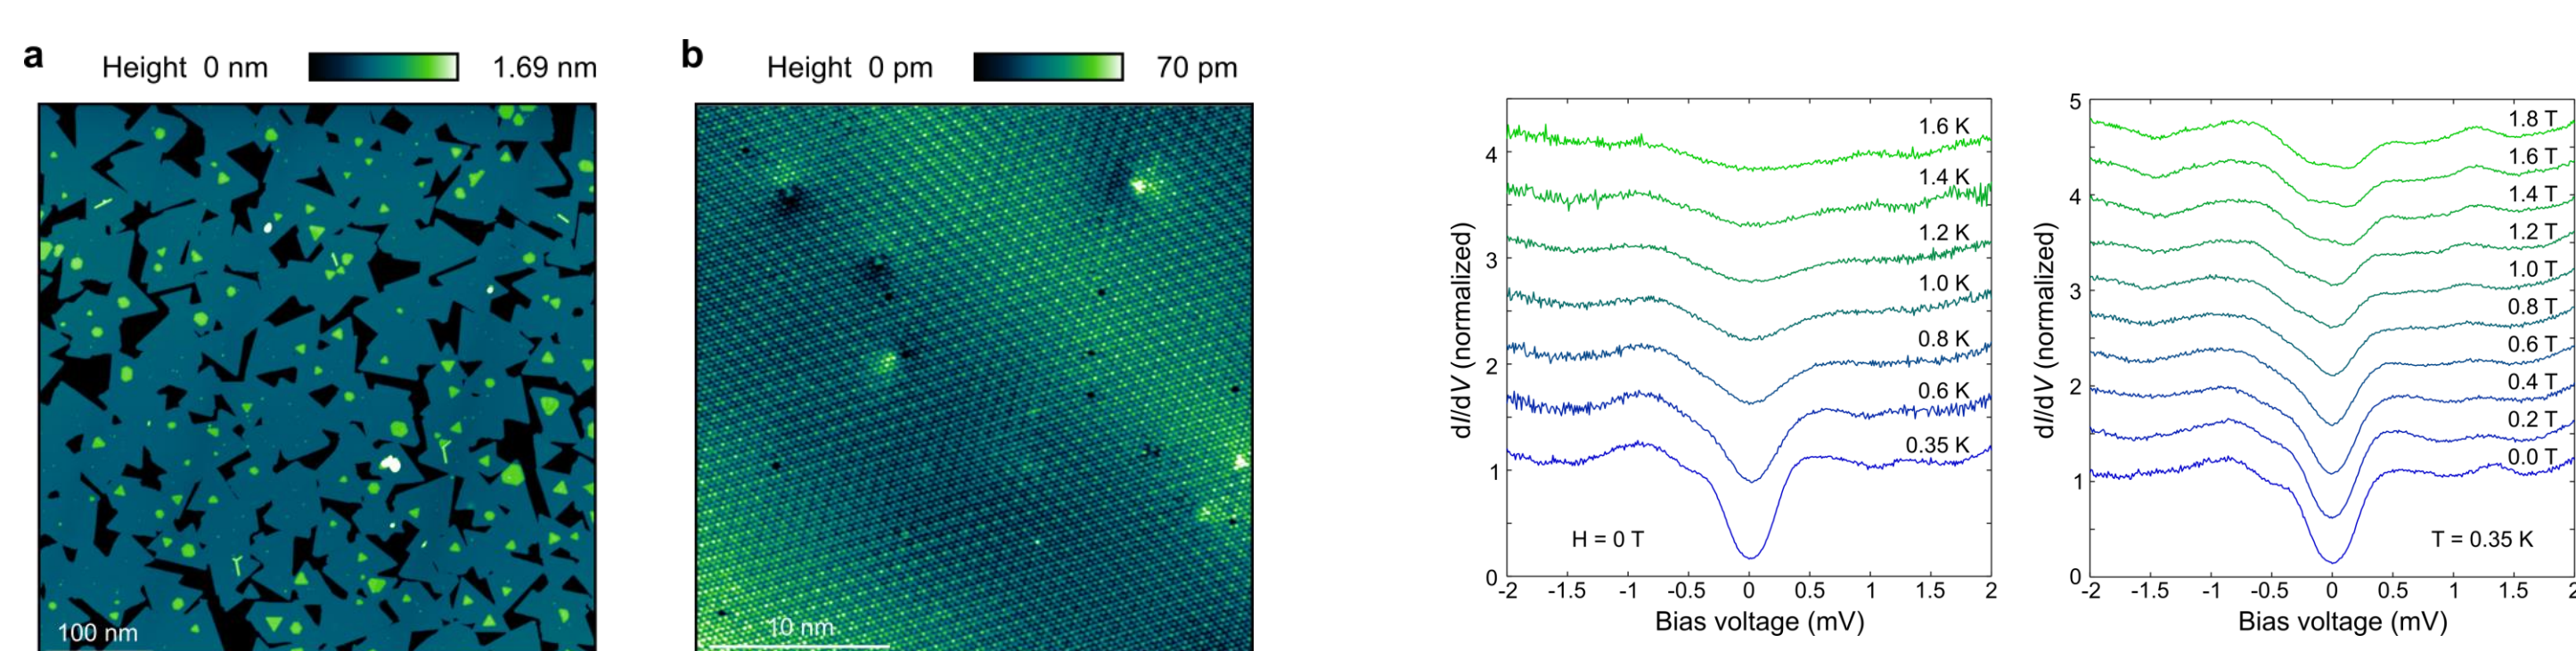 a
Height 0 nm 1.69 nm
100 nm
b
Height 0 pm 70 pm
10 nm
dI/dV (normalized)
4
3
2
1
0
1.6 K
1.4 K
1.2 K
1.0 K
0.8 K
0.6 K
0.35 K
H = 0 T
-2 -1.5 -1 -0.5 0 0.5 1 1.5 2
Bias voltage (mV)
dI/dV (normalized)
5
4
3
2
1
0
1.8 T
1.6 T
1.4 T
1.2 T
1.0 T
0.8 T
0.6 T
0.4 T
0.2 T
0.0 T
T = 0.35 K
-2 -1.5 -1 -0.5 0 0.5 1 1.5 2
Bias voltage (mV)